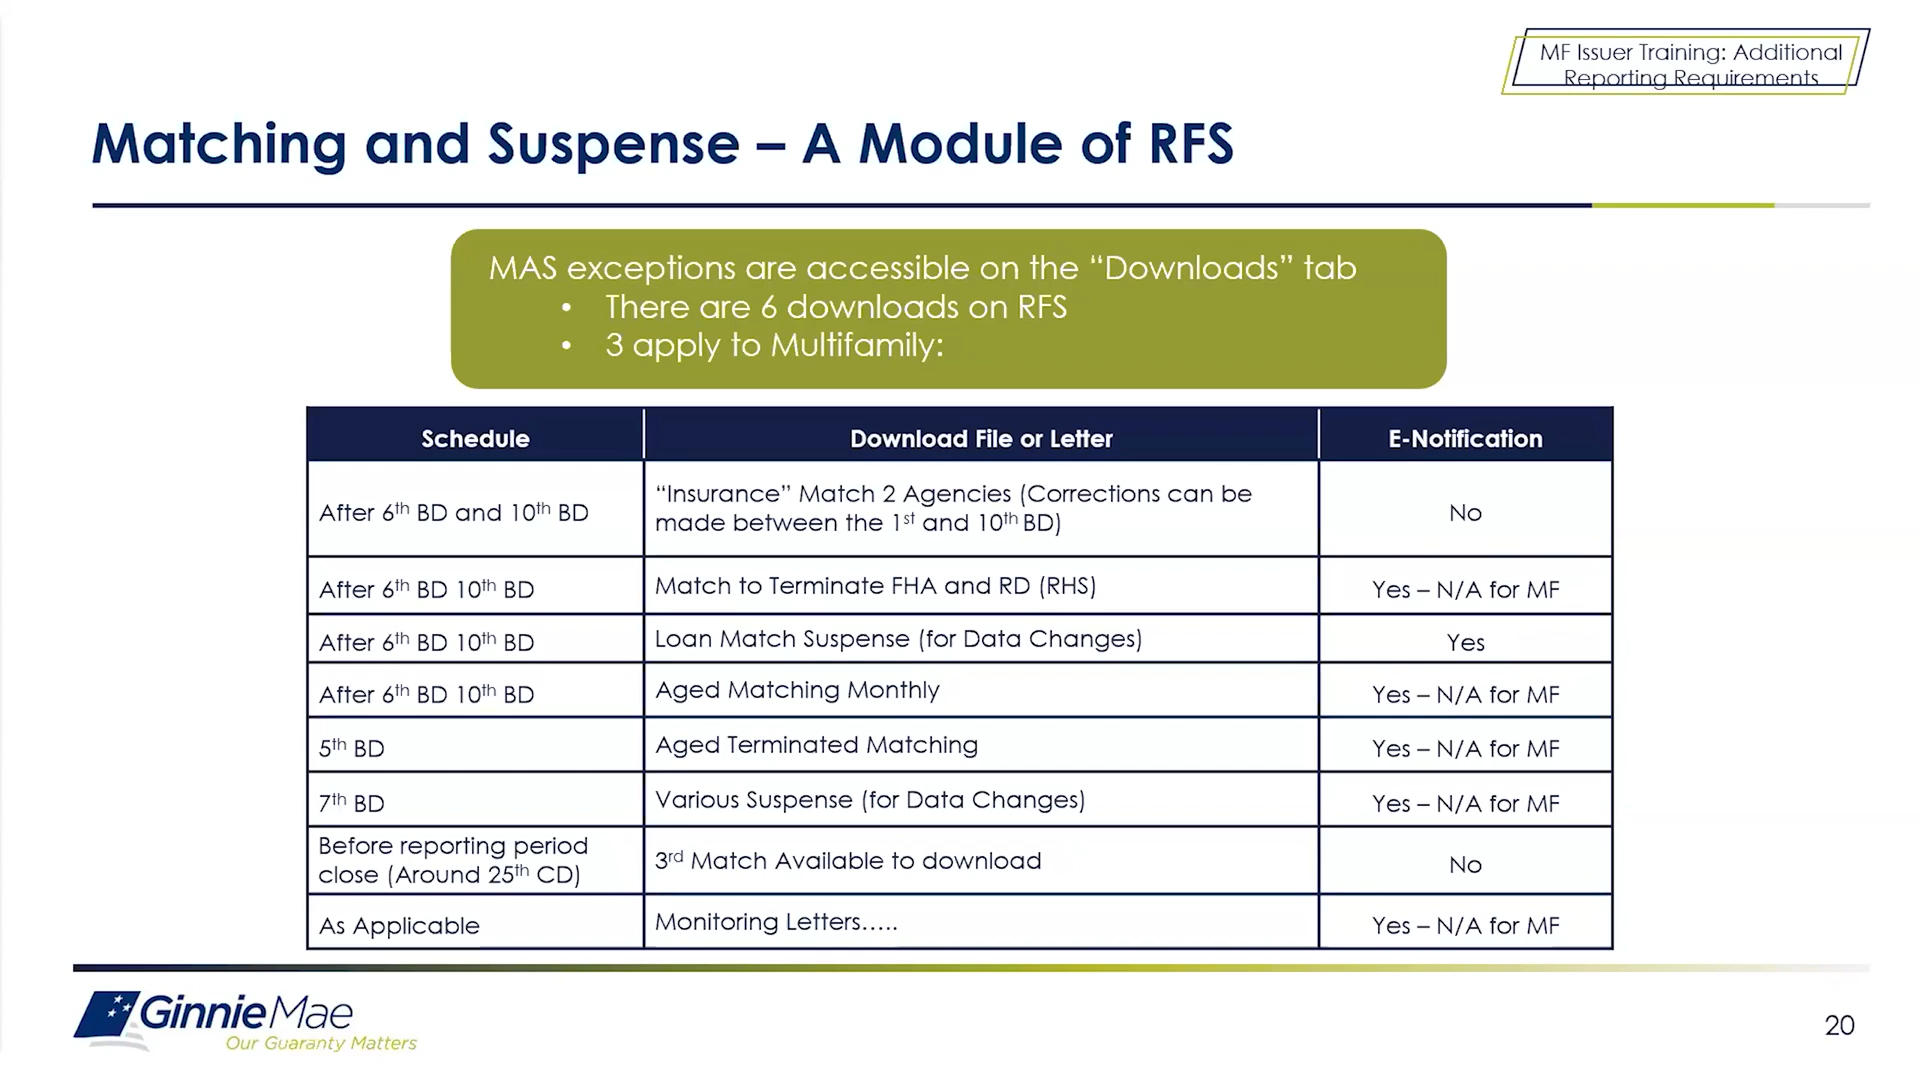 MF Issuer Training: Additional
Reporting Requirements
Matching and Suspense – A Module of RFS
MAS exceptions are accessible on the “Downloads” tab
• There are 6 downloads on RFS
• 3 apply to Multifamily:
Schedule
Download File or Letter
E-Notification
After 6th BD and 10th BD
“Insurance” Match 2 Agencies (Corrections can be
made between the 1st and 10th BD)
No
After 6th BD 10th BD
Match to Terminate FHA and RD (RHS)
Yes – N/A for MF
After 6th BD 10th BD
Loan Match Suspense (for Data Changes)
Yes
After 6th BD 10th BD
Aged Matching Monthly
Yes – N/A for MF
5th BD
Aged Terminated Matching
Yes – N/A for MF
7th BD
Various Suspense (for Data Changes)
Yes – N/A for MF
Before reporting period
close (Around 25th CD)
3rd Match Available to download
No
As Applicable
Monitoring Letters…..
Yes – N/A for MF
GinnieMae
Our Guaranty Matters
20